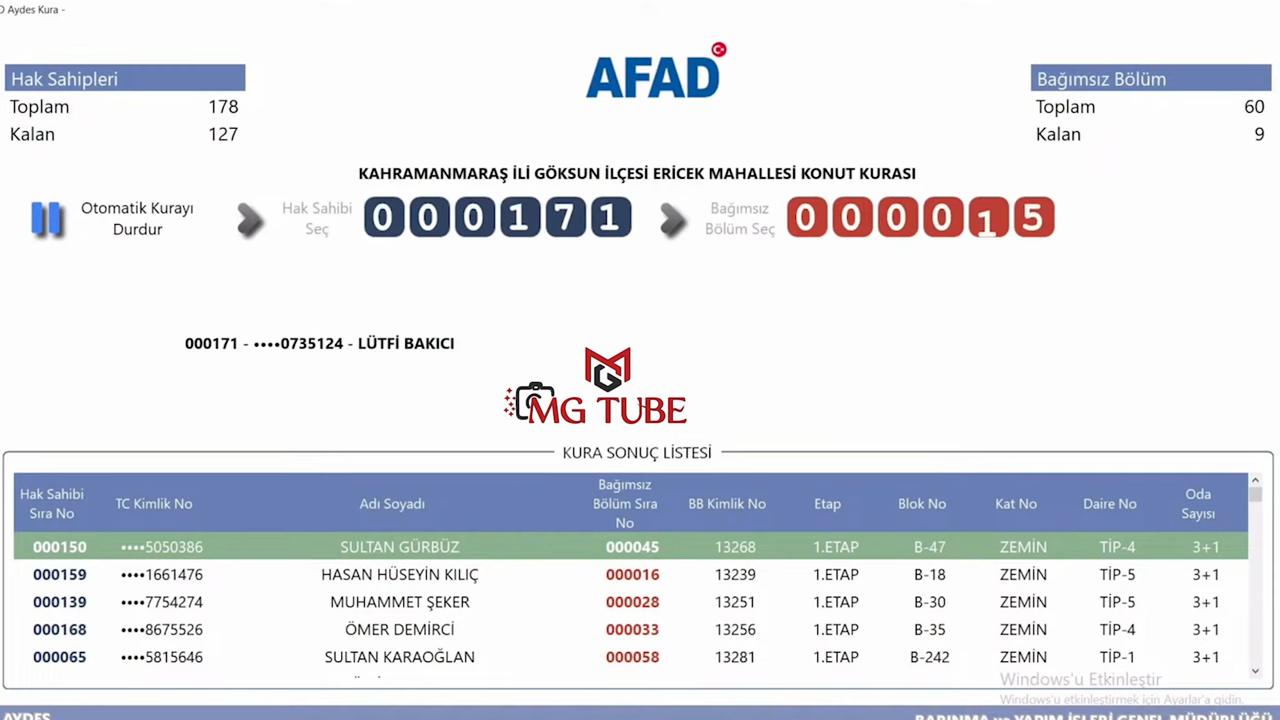 D Aydes Kura -
AFAD
Hak Sahipleri
Toplam 178
Kalan 127
Bağımsız Bölüm
Toplam 60
Kalan 9
KAHRAMANMARAŞ İLİ GÖKSUN İLÇESİ ERİCEK MAHALLESİ KONUT KURASI
Otomatik Kurayı
Durdur
Hak Sahibi
Seç
000171
Bağımsız
Bölüm Seç
000015
000171 - ••••0735124 - LÜTFİ BAKICI
MG TUBE
KURA SONUÇ LİSTESİ
Hak Sahibi Sıra No TC Kimlik No Adı Soyadı Bağımsız Bölüm Sıra No BB Kimlik No Etap Blok No Kat No Daire No Oda Sayısı
000150 ••••5050386 SULTAN GÜRBÜZ 000045 13268 1.ETAP B-47 ZEMİN TİP-4 3+1
000159 ••••1661476 HASAN HÜSEYİN KILIÇ 000016 13239 1.ETAP B-18 ZEMİN TİP-5 3+1
000139 ••••7754274 MUHAMMET ŞEKER 000028 13251 1.ETAP B-30 ZEMİN TİP-5 3+1
000168 ••••8675526 ÖMER DEMİRCİ 000033 13256 1.ETAP B-35 ZEMİN TİP-4 3+1
000065 ••••5815646 SULTAN KARAOĞLAN 000058 13281 1.ETAP B-242 ZEMİN TİP-1 3+1
Windows'u Etkinleştir
Windows'u etkinleştirmek için Ayarlar'a gidin.
AYDES
BARINMA ve YAPIM İŞLERİ GENEL MÜDÜRLÜĞÜ